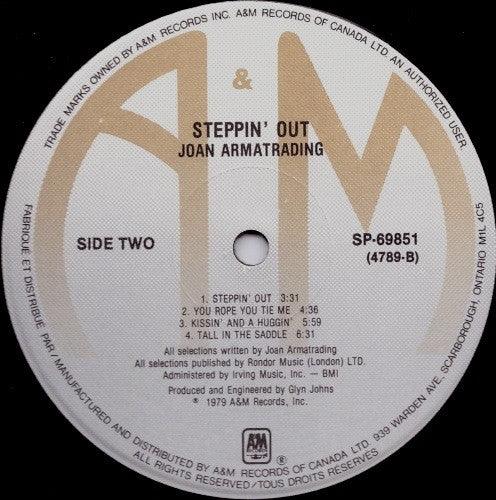 TRADE MARKS OWNED BY A&M RECORDS INC. A&M RECORDS OF CANADA LTD. AN AUTHORIZED USER
A&M
STEPPIN' OUT
JOAN ARMATRADING
SIDE TWO
SP-69851
(4789-B)
1. STEPPIN' OUT 3:31
2. YOU ROPE YOU TIE ME 4:36
3. KISSIN' AND A HUGGIN' 5:59
4. TALL IN THE SADDLE 6:30
All selections written by Joan Armatrading
All selections published by Rondor Music (London) LTD.
Administered by Irving Music, Inc. — BMI
Produced and Engineered by Glyn Johns
℗ 1979 A&M Records, Inc.
A&M
RECORDS
®
FABRIQUE ET DISTRIBUÉ PAR/MANUFACTURED AND DISTRIBUTED BY A&M RECORDS OF CANADA LTD. 939 WARDEN AVE, SCARBOROUGH, ONTARIO M1L 4C5
ALL RIGHTS RESERVED/TOUS DROITS RESERVÉS